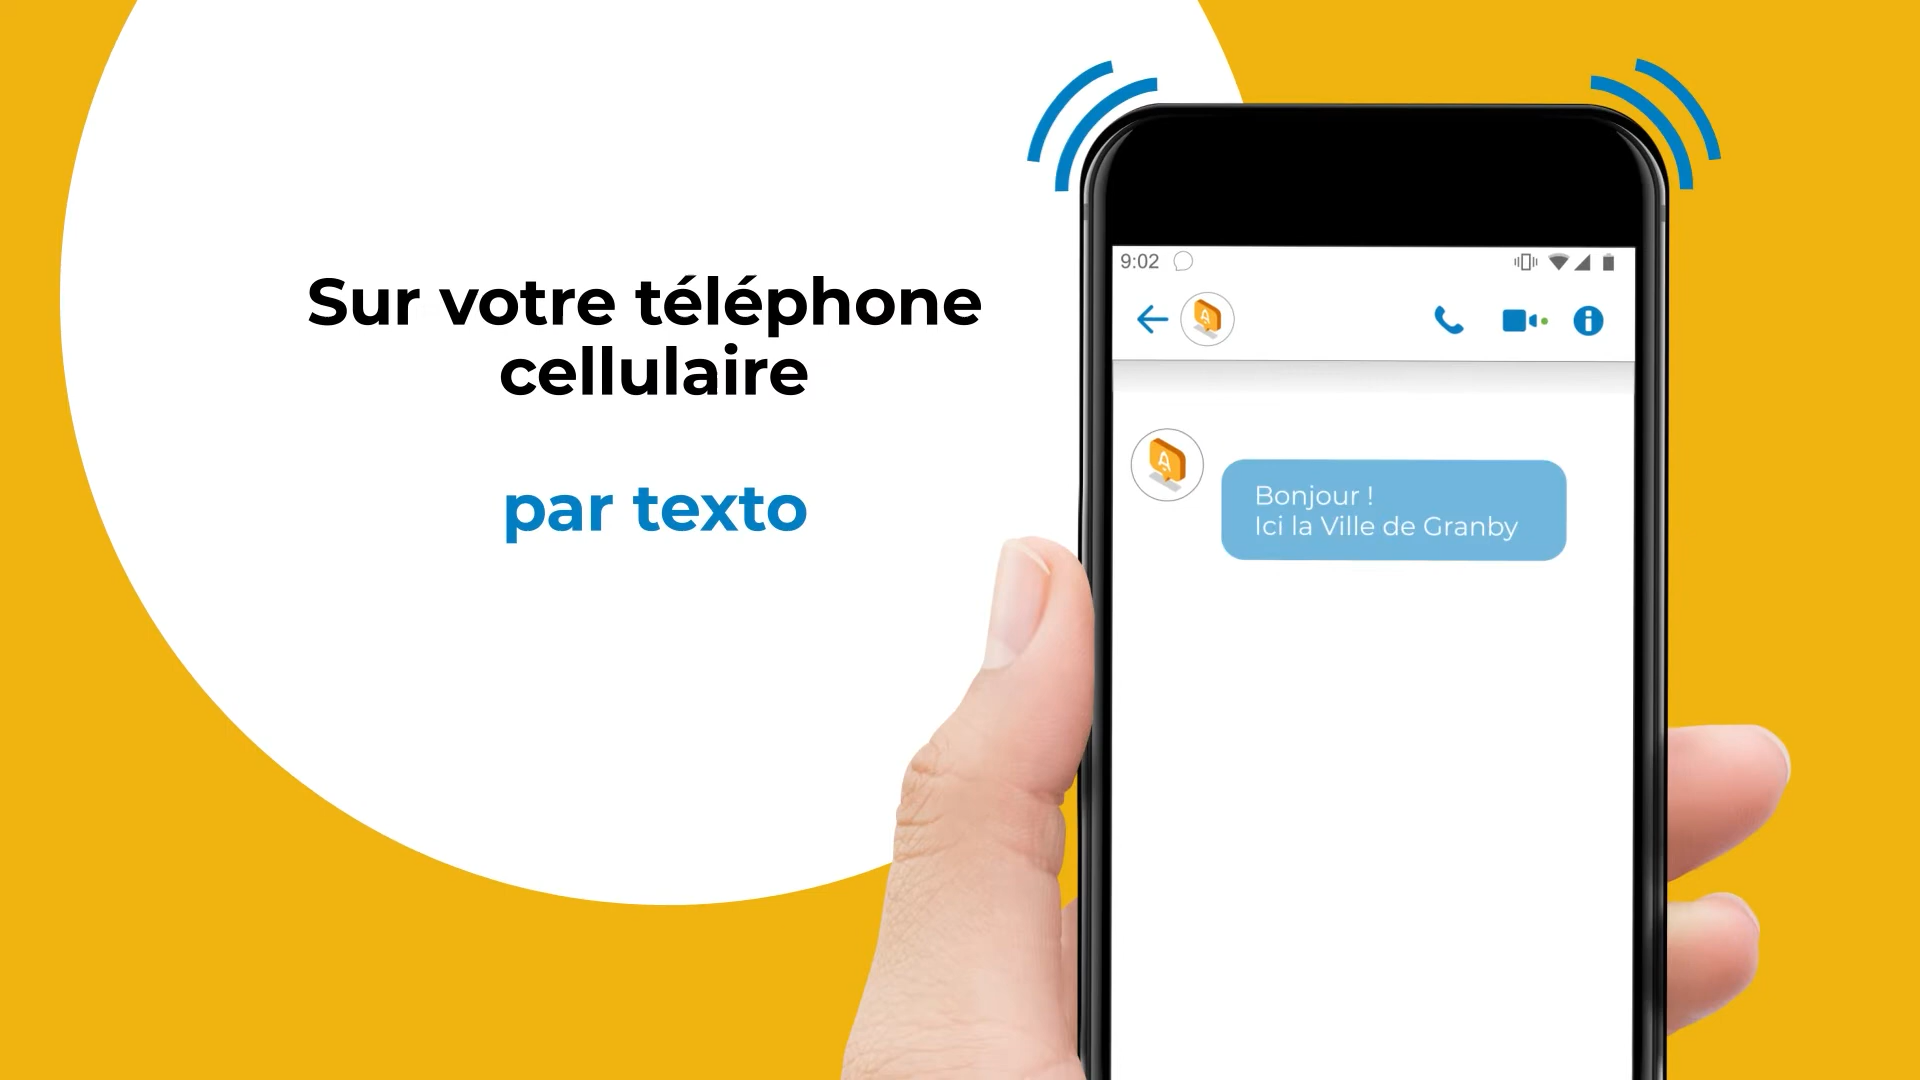 Sur votre téléphone
cellulaire
par texto
9:02
A
A
Bonjour !
Ici la Ville de Granby